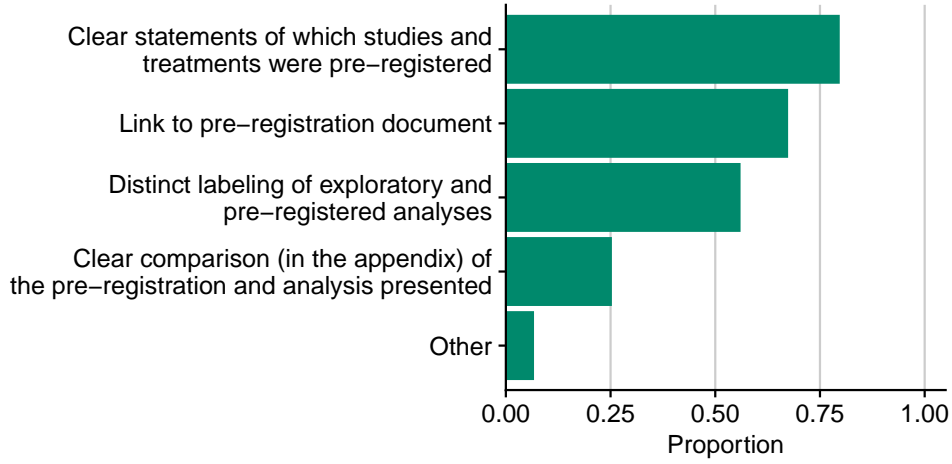 Clear statements of which studies and
treatments were pre−registered
Link to pre−registration document
Distinct labeling of exploratory and
pre−registered analyses
Clear comparison (in the appendix) of
the pre−registration and analysis presented
Other
0.00 0.25 0.50 0.75 1.00
Proportion